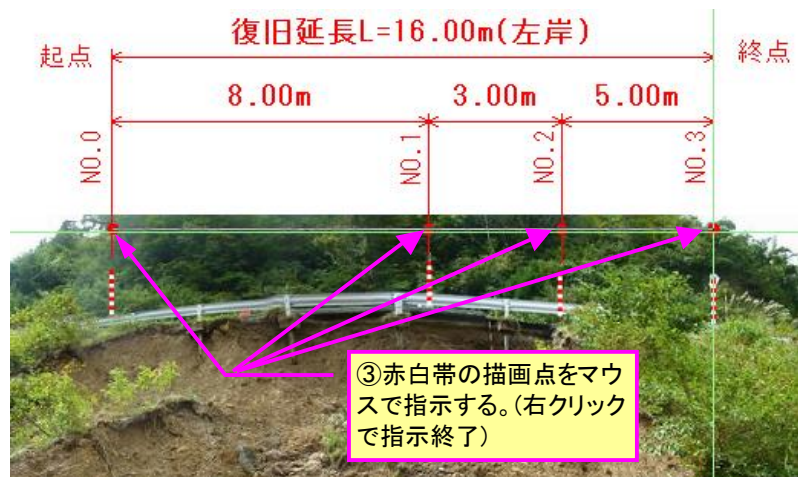 復旧延長L=16.00m(左岸)
起点
終点
8.00m
3.00m
5.00m
NO.0
NO.1
NO.2
NO.3
③赤白帯の描画点をマウ
スで指示する。(右クリック
で指示終了)